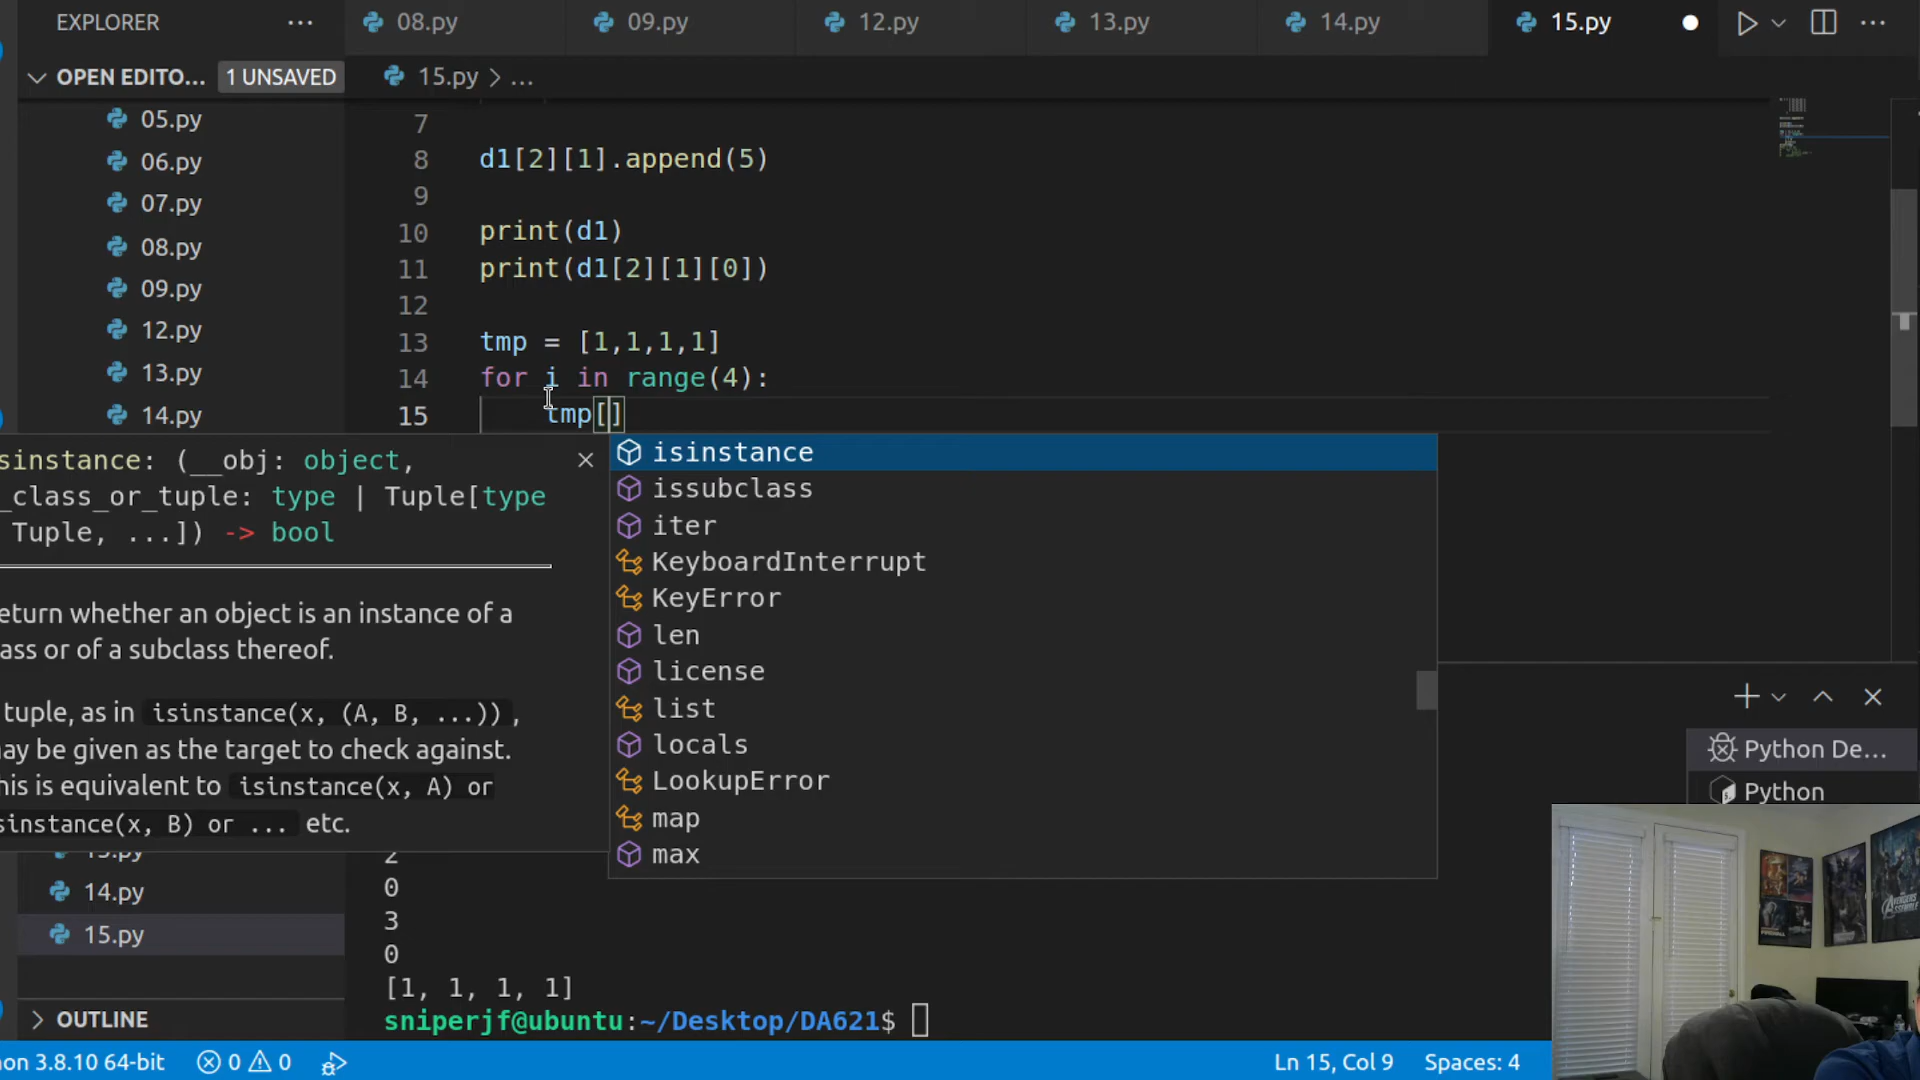 EXPLORER ...
08.py 09.py 12.py 13.py 14.py 15.py
OPEN EDITO... 1 UNSAVED
15.py > ...
05.py
06.py
07.py
08.py
09.py
12.py
13.py
14.py
7
8 d1[2][1].append(5)
9
10 print(d1)
11 print(d1[2][1][0])
12
13 tmp = [1,1,1,1]
14 for i in range(4):
15 tmp[]
sinstance: (__obj: object,
_class_or_tuple: type | Tuple[type
Tuple, ...]) -> bool
eturn whether an object is an instance of a
ass or of a subclass thereof.
tuple, as in isinstance(x, (A, B, ...)),
nay be given as the target to check against.
his is equivalent to isinstance(x, A) or
sinstance(x, B) or ... etc.
isinstance
issubclass
iter
KeyboardInterrupt
KeyError
len
license
list
locals
LookupError
map
max
Python De...
Python
14.py
15.py
OUTLINE
2
0
3
0
[1, 1, 1, 1]
sniperjf@ubuntu:~/Desktop/DA621$
on 3.8.10 64-bit 0 0
Ln 15, Col 9 Spaces: 4